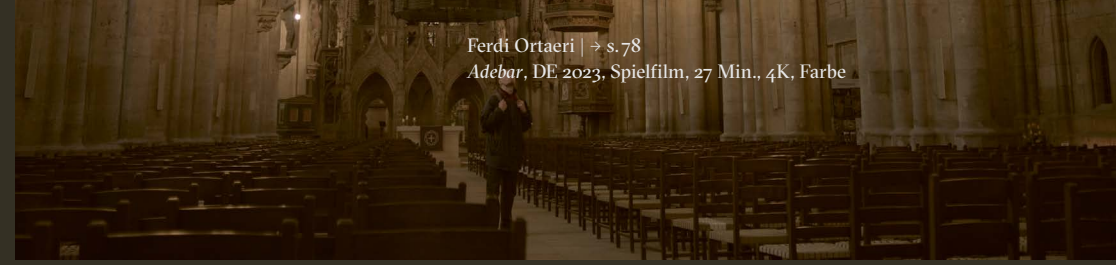 Ferdi Ortaeri | → s. 78
Adebar, DE 2023, Spielfilm, 27 Min., 4K, Farbe